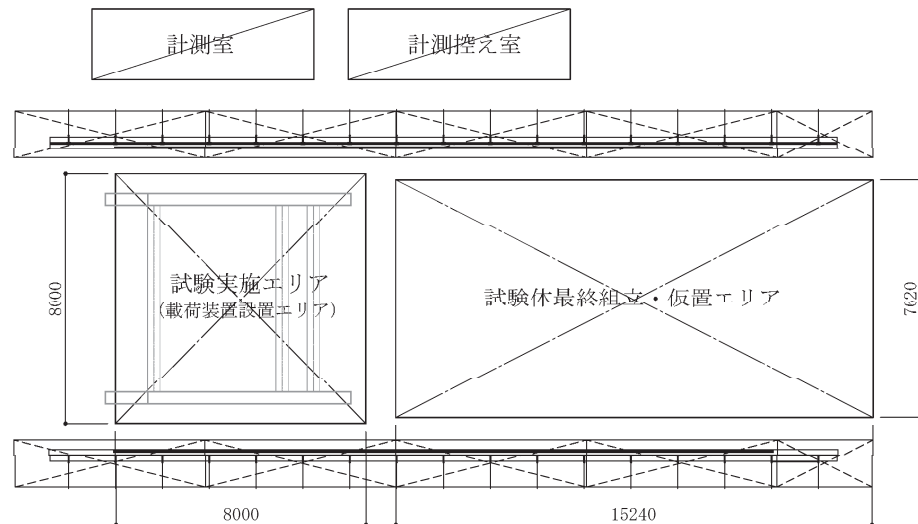 計測室
計測控え室
試験実施エリア
(載荷装置設置エリア)
試験体最終組立・仮置エリア
8600
7620
8000
15240